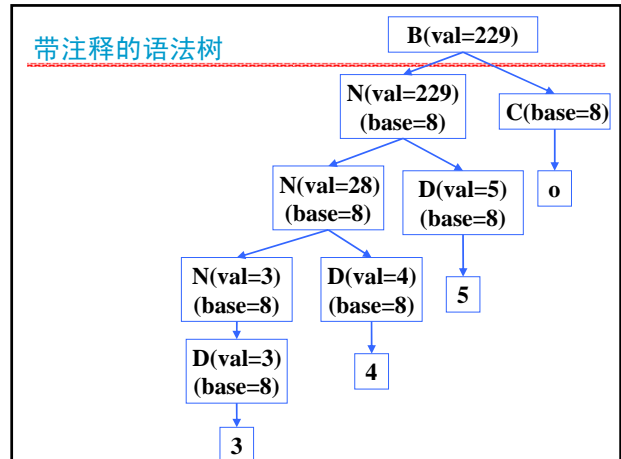 带注释的语法树
B(val=229)
N(val=229)
(base=8)
C(base=8)
N(val=28)
(base=8)
D(val=5)
(base=8)
o
N(val=3)
(base=8)
D(val=4)
(base=8)
5
D(val=3)
(base=8)
4
3